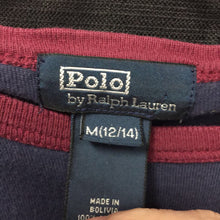 Polo
by Ralph Lauren
M(12/14)
MADE IN
BOLIVIA